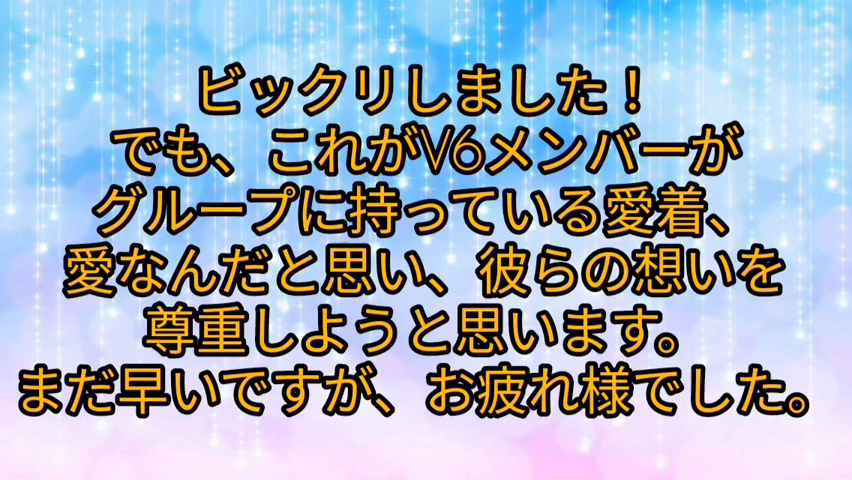 ビックリしました！
でも、これがV6メンバーが
グループに持っている愛着、
愛なんだと思い、彼らの想いを
尊重しようと思います。
まだ早いですが、お疲れ様でした。